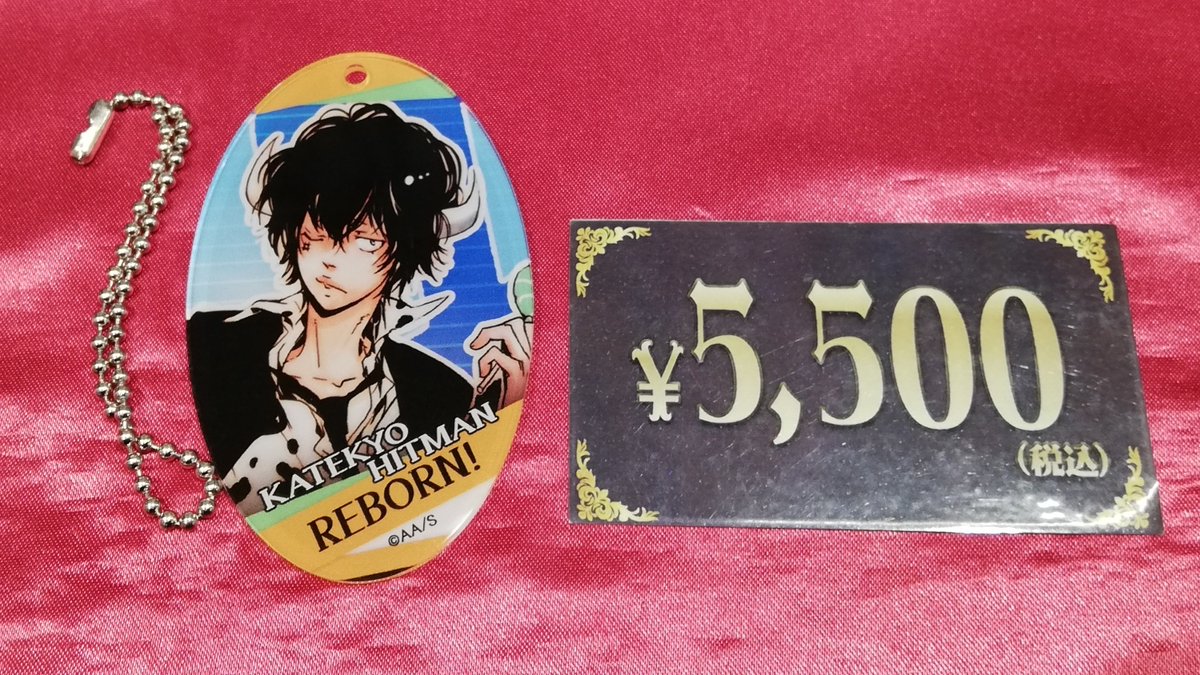 KATEKYO
HITMAN
REBORN!
©AA/S
¥5,500
(税込)